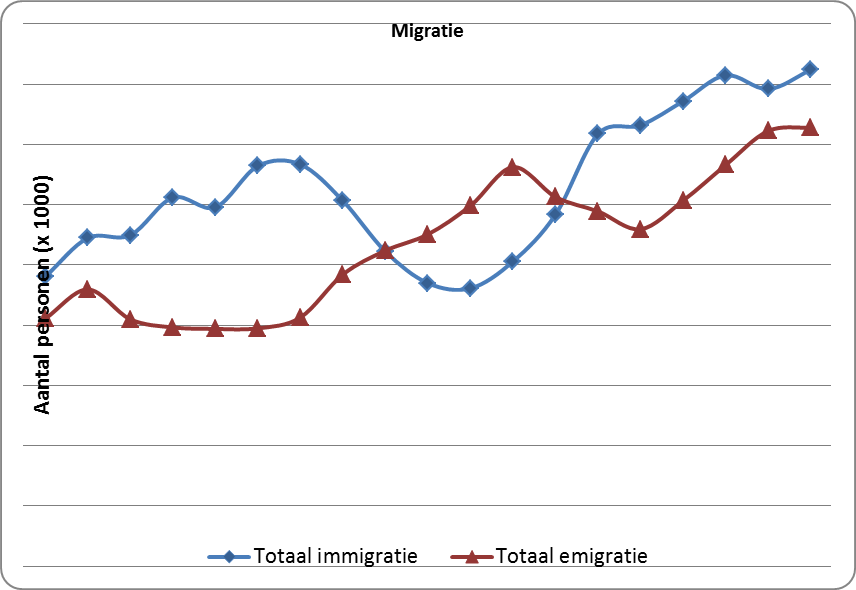 Migratie
Aantal personen (x 1000)
Totaal immigratie
Totaal emigratie